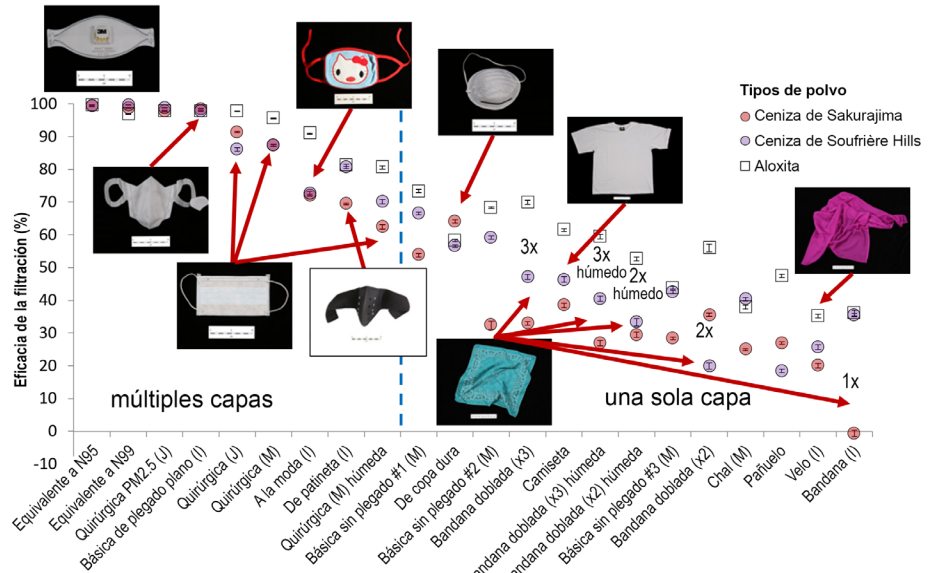 Tipos de polvo
Ceniza de Sakurajima
Ceniza de Soufrière Hills
Aloxita
Eficacia de la filtración (%)
100
90
80
70
60
50
40
30
20
10
0
-10
3M
3x
3x
húmedo
2x
húmedo
2x
1x
múltiples capas
una sola capa
Equivalente a N95
Equivalente a N99
Quirúrgica PM2.5 (J)
Básica de plegado plano (I)
Quirúrgica (J)
Quirúrgica (M)
A la moda (I)
De patineta (I)
Quirúrgica (M) húmeda
Básica sin plegado #1 (M)
De copa dura
Básica sin plegado #2 (M)
Bandana doblada (x3)
Camiseta
andana doblada (x3) húmeda
andana doblada (x2) húmeda
Básica sin plegado #3 (M)
Bandana doblada (x2)
Chal (M)
Pañuelo
Velo (I)
Bandana (I)